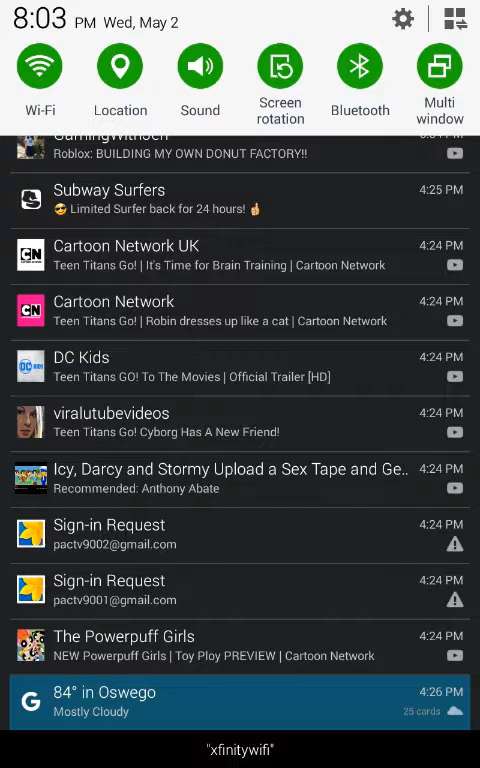 8:03 PM Wed, May 2
Wi-Fi
Location
Sound
Screen rotation
Bluetooth
Multi window
Roblox: BUILDING MY OWN DONUT FACTORY!!
Subway Surfers 4:25 PM
😎 Limited Surfer back for 24 hours! ☝
CN
Cartoon Network UK 4:24 PM
Teen Titans Go! | It's Time for Brain Training | Cartoon Network
CN
Cartoon Network 4:24 PM
Teen Titans Go! | Robin dresses up like a cat | Cartoon Network
DC KIDS
DC Kids 4:24 PM
Teen Titans GO! To The Movies | Official Trailer [HD]
viralutubevideos 4:24 PM
Teen Titans Go! Cyborg Has A New Friend!
Icy, Darcy and Stormy Upload a Sex Tape and Ge.. 4:24 PM
Recommended: Anthony Abate
Sign-in Request 4:24 PM
pactv9002@gmail.com
Sign-in Request 4:24 PM
pactv9001@gmail.com
The Powerpuff Girls 4:24 PM
NEW Powerpuff Girls | Toy Ploy PREVIEW | Cartoon Network
G
84° in Oswego 4:26 PM
Mostly Cloudy 25 cards
"xfinitywifi"